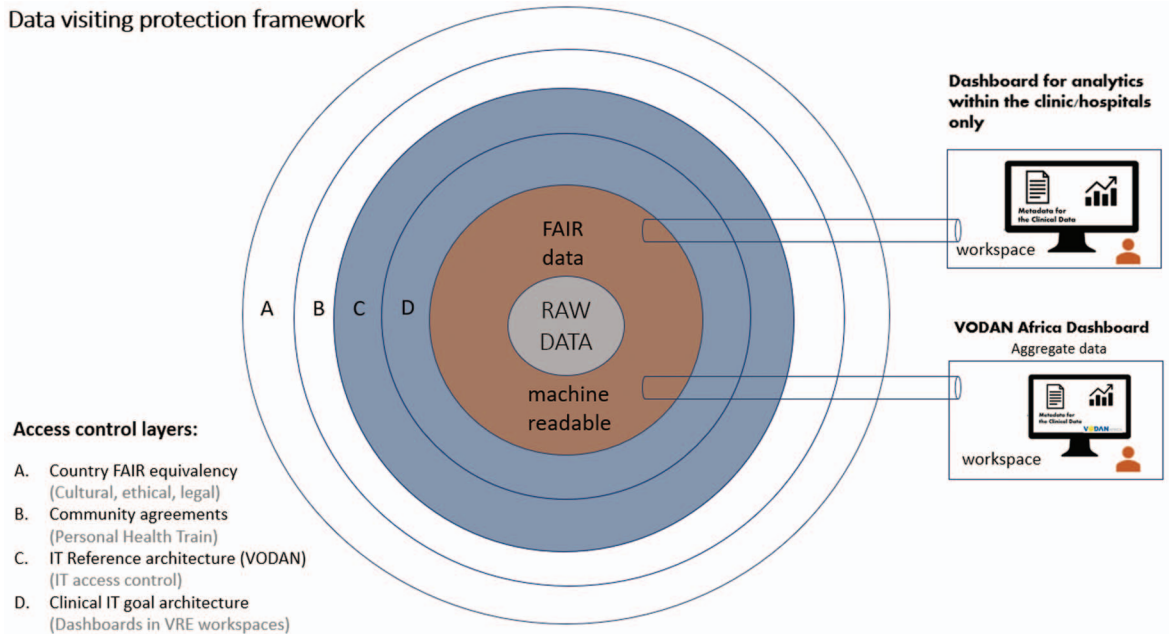 Data visiting protection framework
Dashboard for analytics
within the clinic/hospitals
only
Metadata for
the Clinical Data
workspace
FAIR
data
RAW
DATA
machine
readable
A
B
C
D
VODAN Africa Dashboard
Aggregate data
Metadata for
the Clinical Data
VODAN
workspace
Access control layers:
A. Country FAIR equivalency
(Cultural, ethical, legal)
B. Community agreements
(Personal Health Train)
C. IT Reference architecture (VODAN)
(IT access control)
D. Clinical IT goal architecture
(Dashboards in VRE workspaces)